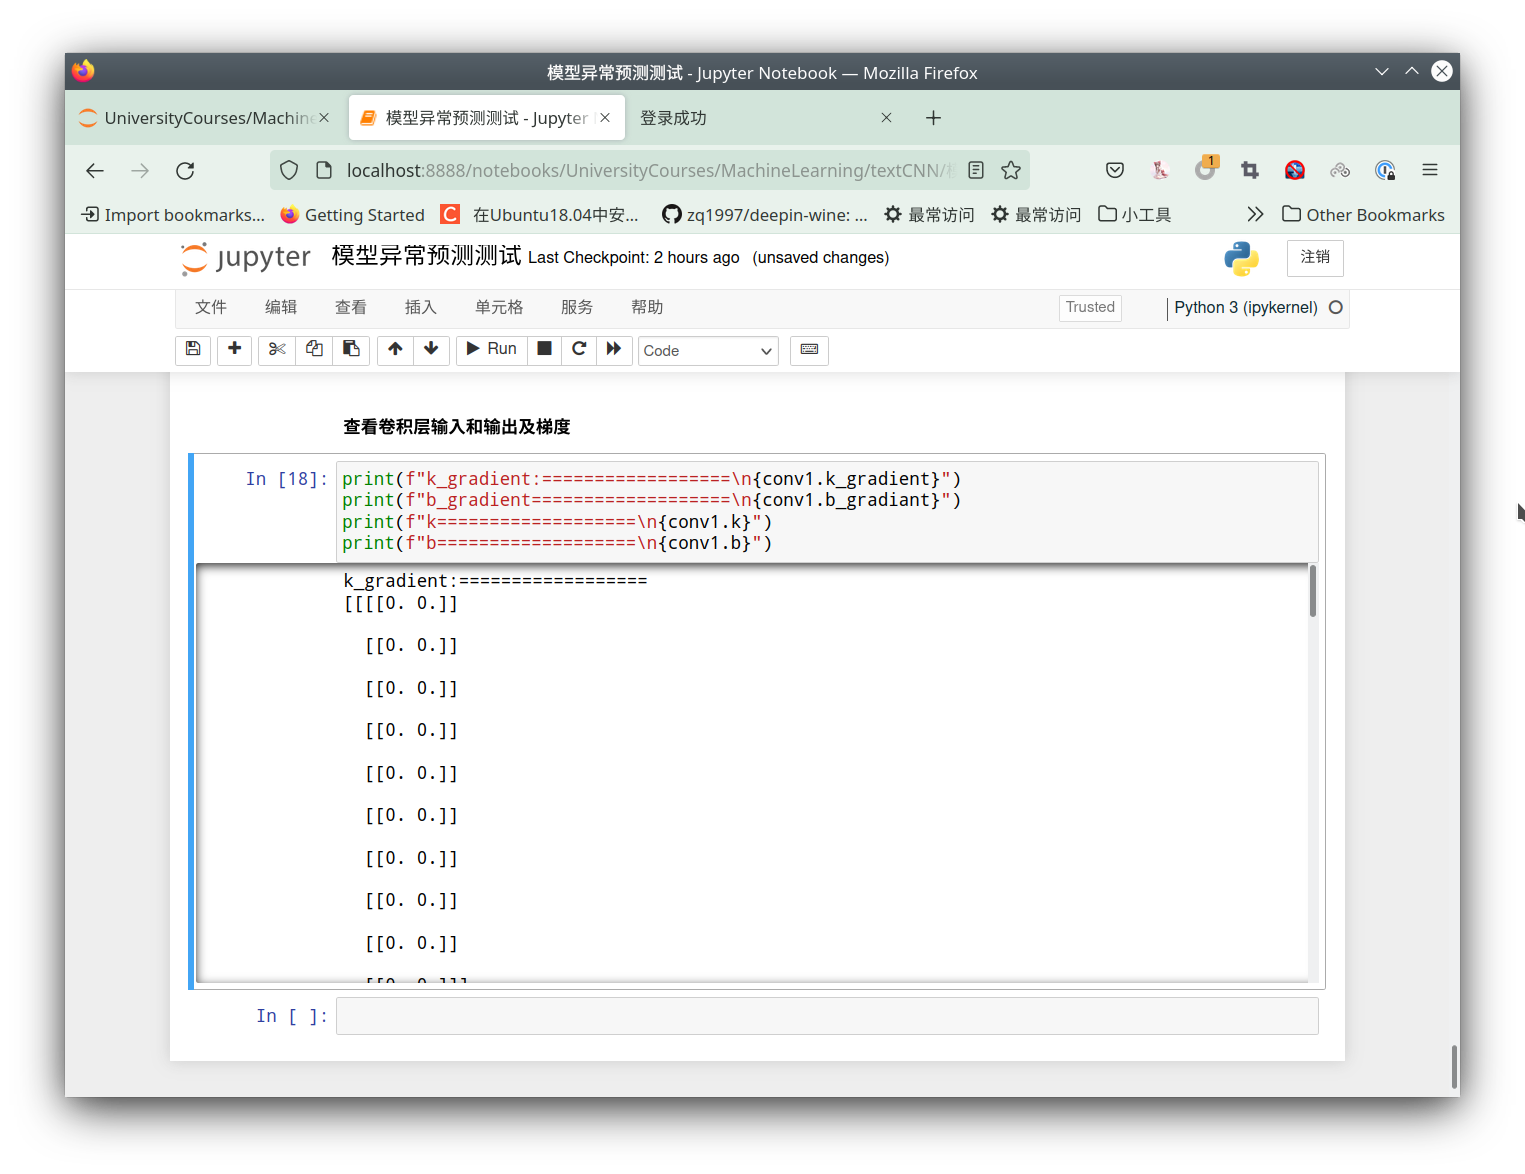 模型异常预测测试 - Jupyter Notebook — Mozilla Firefox
UniversityCourses/Machine
模型异常预测测试 - Jupyter
登录成功
localhost:8888/notebooks/UniversityCourses/MachineLearning/textCNN/
1
Import bookmarks...
Getting Started
C 在Ubuntu18.04中安...
zq1997/deepin-wine: ...
最常访问
最常访问
小工具
Other Bookmarks
jupyter 模型异常预测测试 Last Checkpoint: 2 hours ago (unsaved changes)
注销
文件 编辑 查看 插入 单元格 服务 帮助
Trusted
Python 3 (ipykernel)
Run
Code
查看卷积层输入和输出及梯度
In [18]:
print(f"k_gradient:==================\n{conv1.k_gradient}")
print(f"b_gradient===================\n{conv1.b_gradiant}")
print(f"k===================\n{conv1.k}")
print(f"b===================\n{conv1.b}")
k_gradient:==================
[[[[0. 0.]]
[[0. 0.]]
[[0. 0.]]
[[0. 0.]]
[[0. 0.]]
[[0. 0.]]
[[0. 0.]]
[[0. 0.]]
[[0. 0.]]
[[0. 0.]]]
In [ ]: